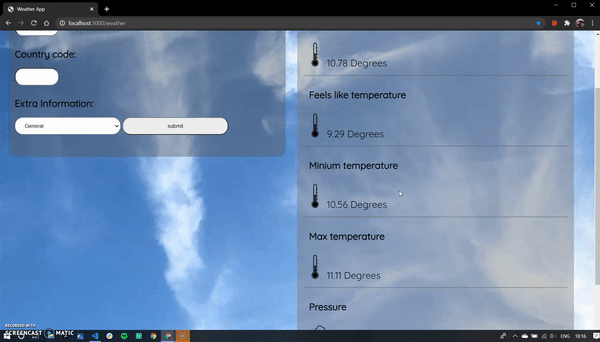 Weather App
localhost:3000/weather
Country code:
Extra Information:
General
submit
10.78 Degrees
Feels like temperature
9.29 Degrees
Minium temperature
10.56 Degrees
Max temperature
11.11 Degrees
Pressure
RECORDED WITH
SCREENCAST MATIC
ENG
18:16